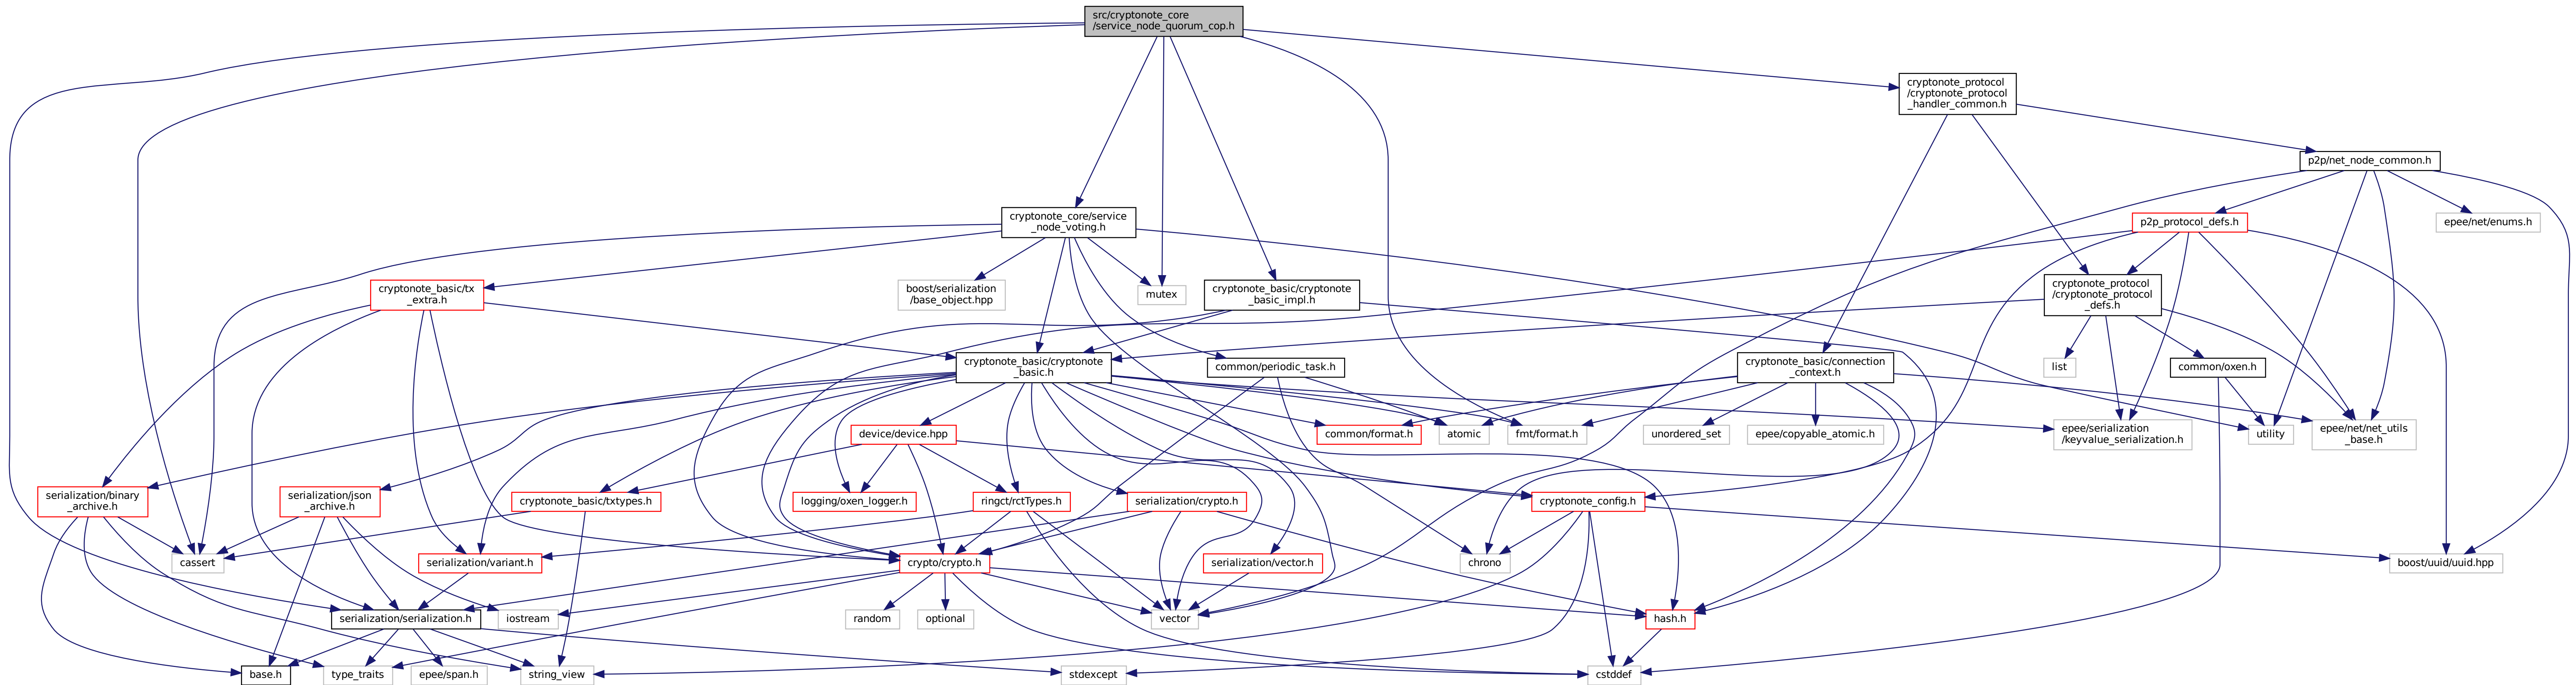 src/cryptonote_core
/service_node_quorum_cop.h
cryptonote_protocol
/cryptonote_protocol
_handler_common.h
p2p/net_node_common.h
cryptonote_core/service
_node_voting.h
p2p_protocol_defs.h
epee/net/enums.h
cryptonote_basic/tx
_extra.h
boost/serialization
/base_object.hpp
mutex
cryptonote_basic/cryptonote
_basic_impl.h
cryptonote_protocol
/cryptonote_protocol
_defs.h
cryptonote_basic/cryptonote
_basic.h
common/periodic_task.h
cryptonote_basic/connection
_context.h
list
common/oxen.h
device/device.hpp
common/format.h
atomic
fmt/format.h
unordered_set
epee/copyable_atomic.h
epee/serialization
/keyvalue_serialization.h
utility
epee/net/net_utils
_base.h
serialization/binary
_archive.h
serialization/json
_archive.h
cryptonote_basic/txtypes.h
logging/oxen_logger.h
ringct/rctTypes.h
serialization/crypto.h
cryptonote_config.h
cassert
serialization/variant.h
crypto/crypto.h
serialization/vector.h
chrono
boost/uuid/uuid.hpp
serialization/serialization.h
iostream
random
optional
vector
hash.h
base.h
type_traits
epee/span.h
string_view
stdexcept
cstddef